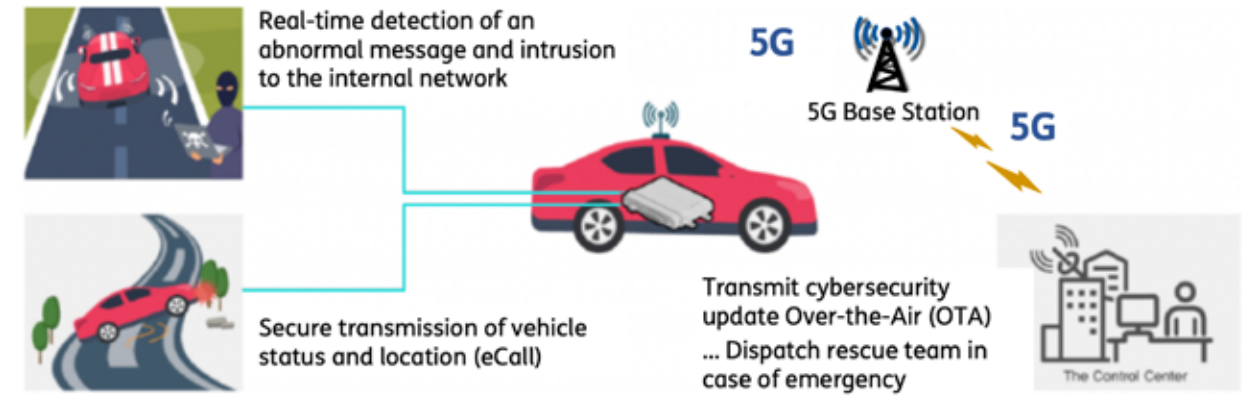 Real-time detection of an
abnormal message and intrusion
to the internal network
5G
5G Base Station
5G
Secure transmission of vehicle
status and location (eCall)
Transmit cybersecurity
update Over-the-Air (OTA)
... Dispatch rescue team in
case of emergency
The Control Center